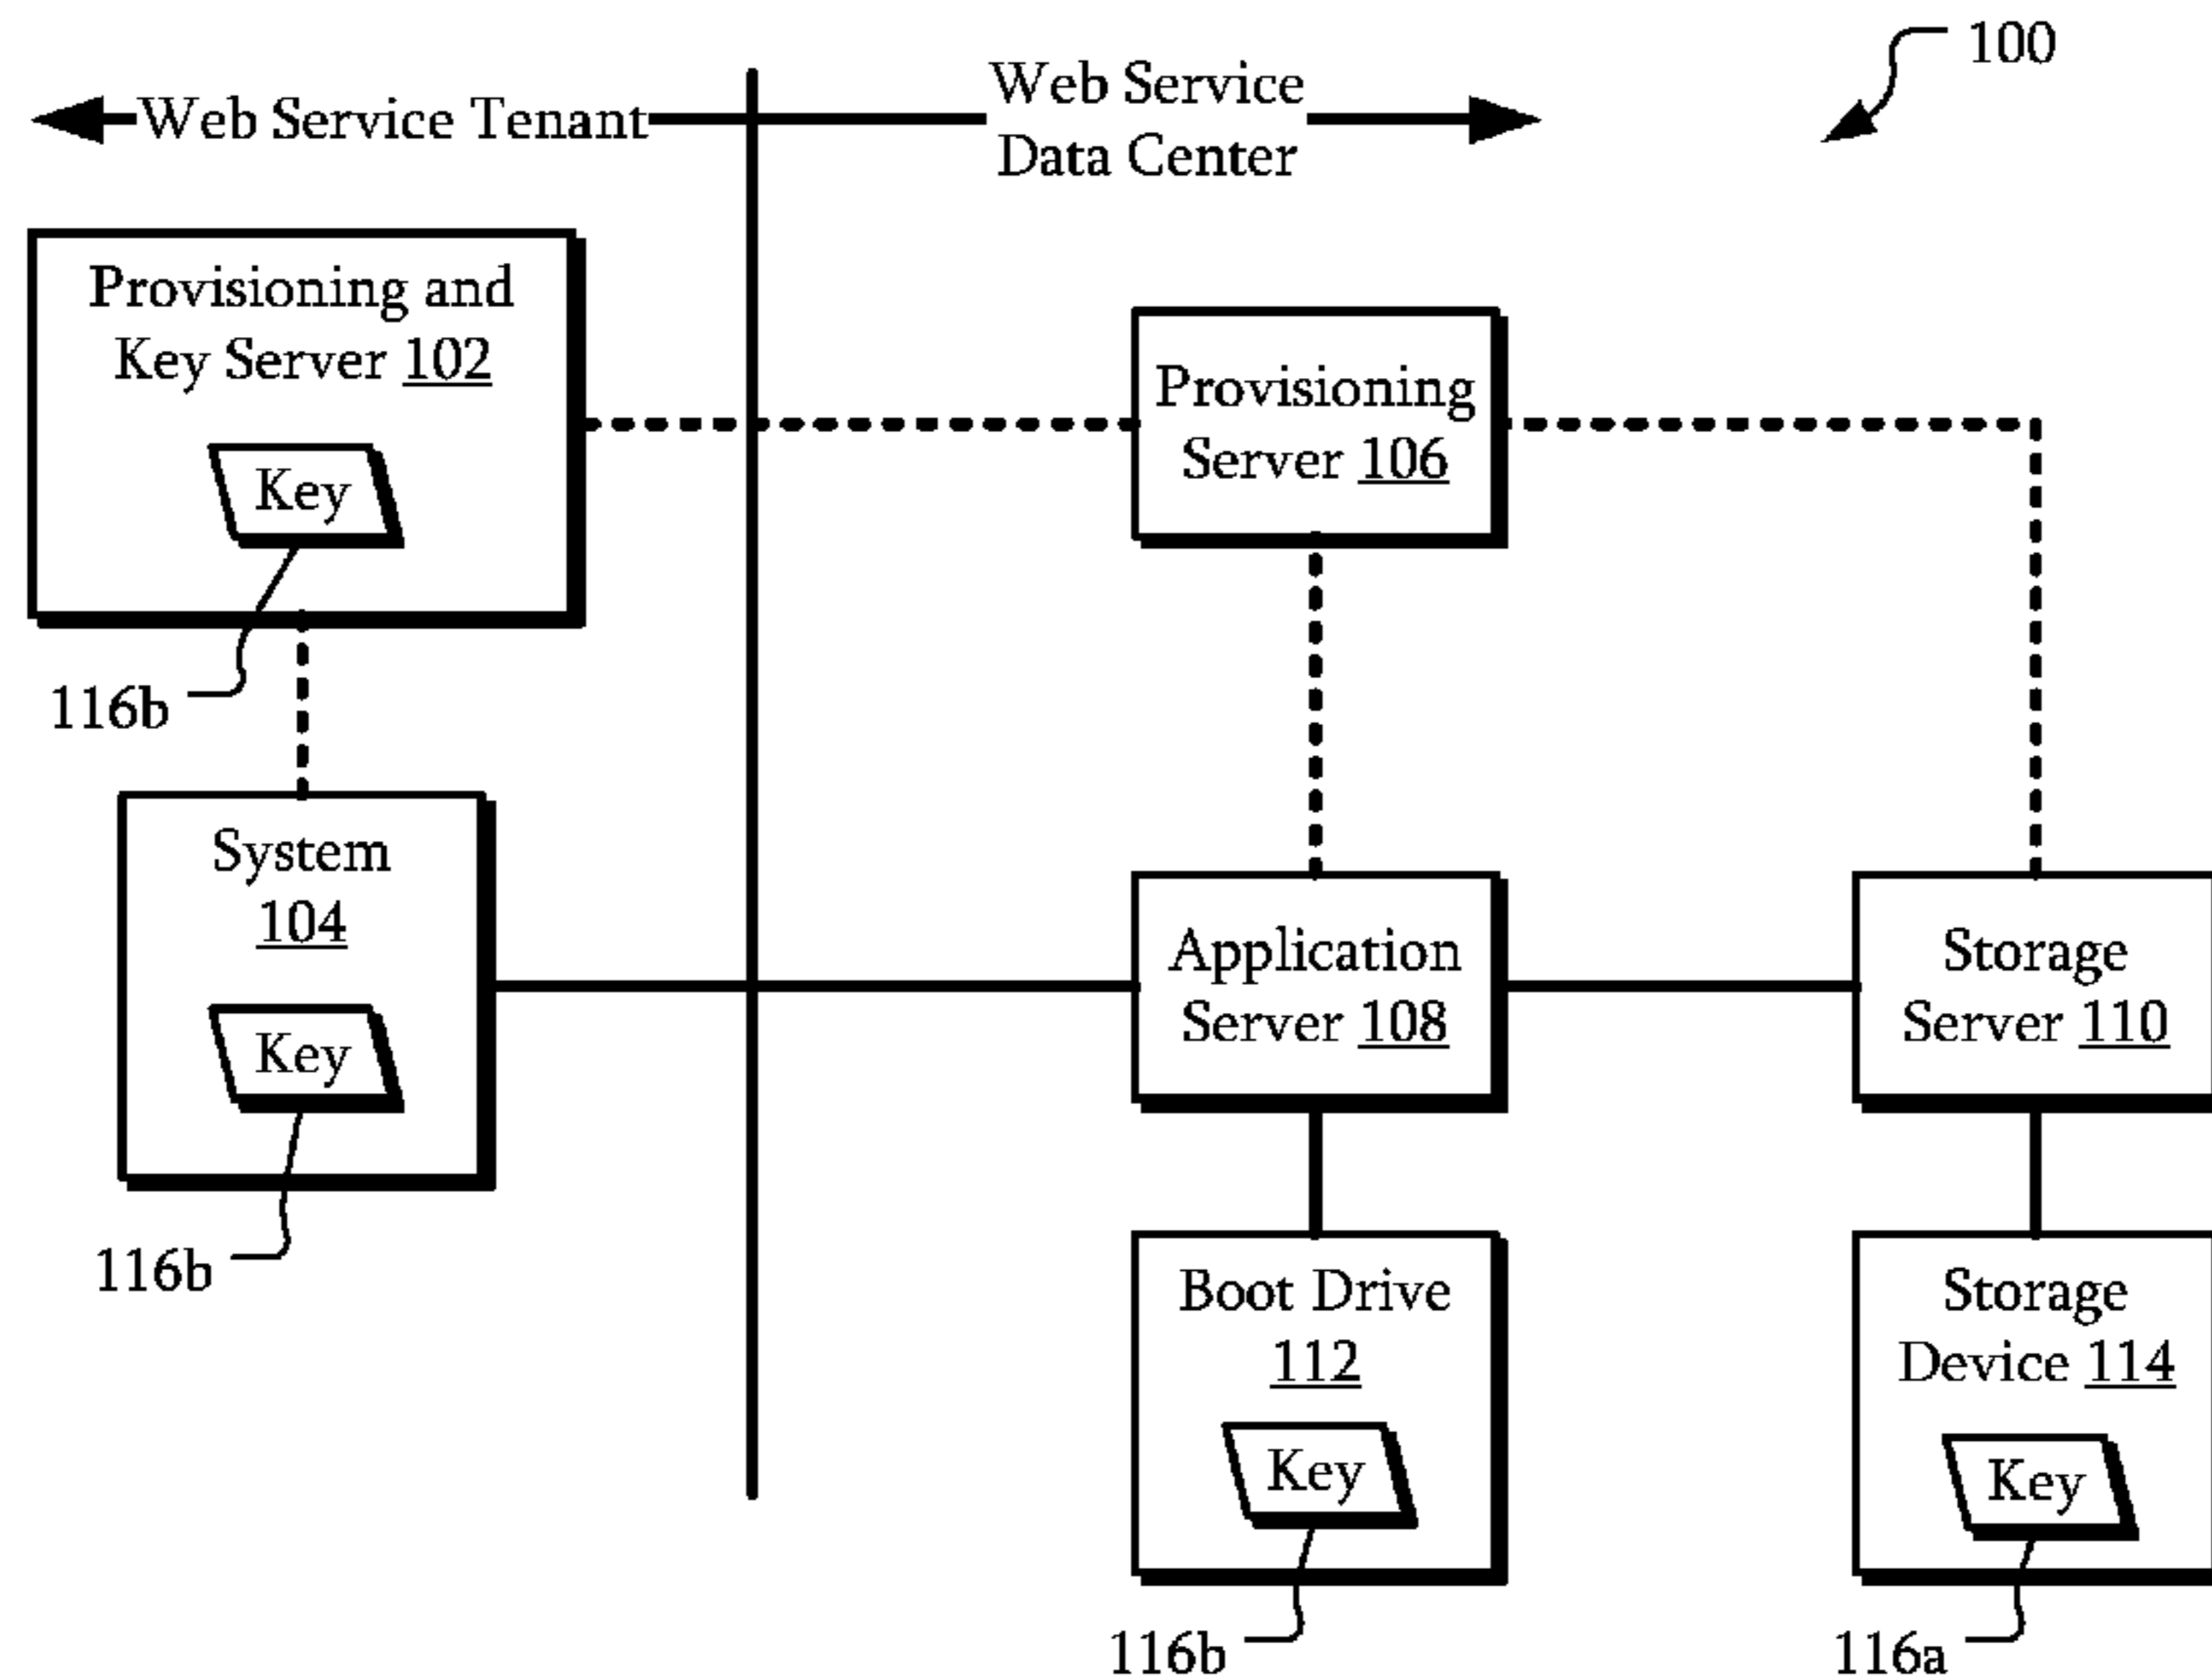 100
Web Service Tenant
Web Service
Data Center
Provisioning and
Key Server 102
Key
116b
Provisioning
Server 106
System
104
Key
116b
Application
Server 108
Storage
Server 110
Boot Drive
112
Key
116b
Storage
Device 114
Key
116a